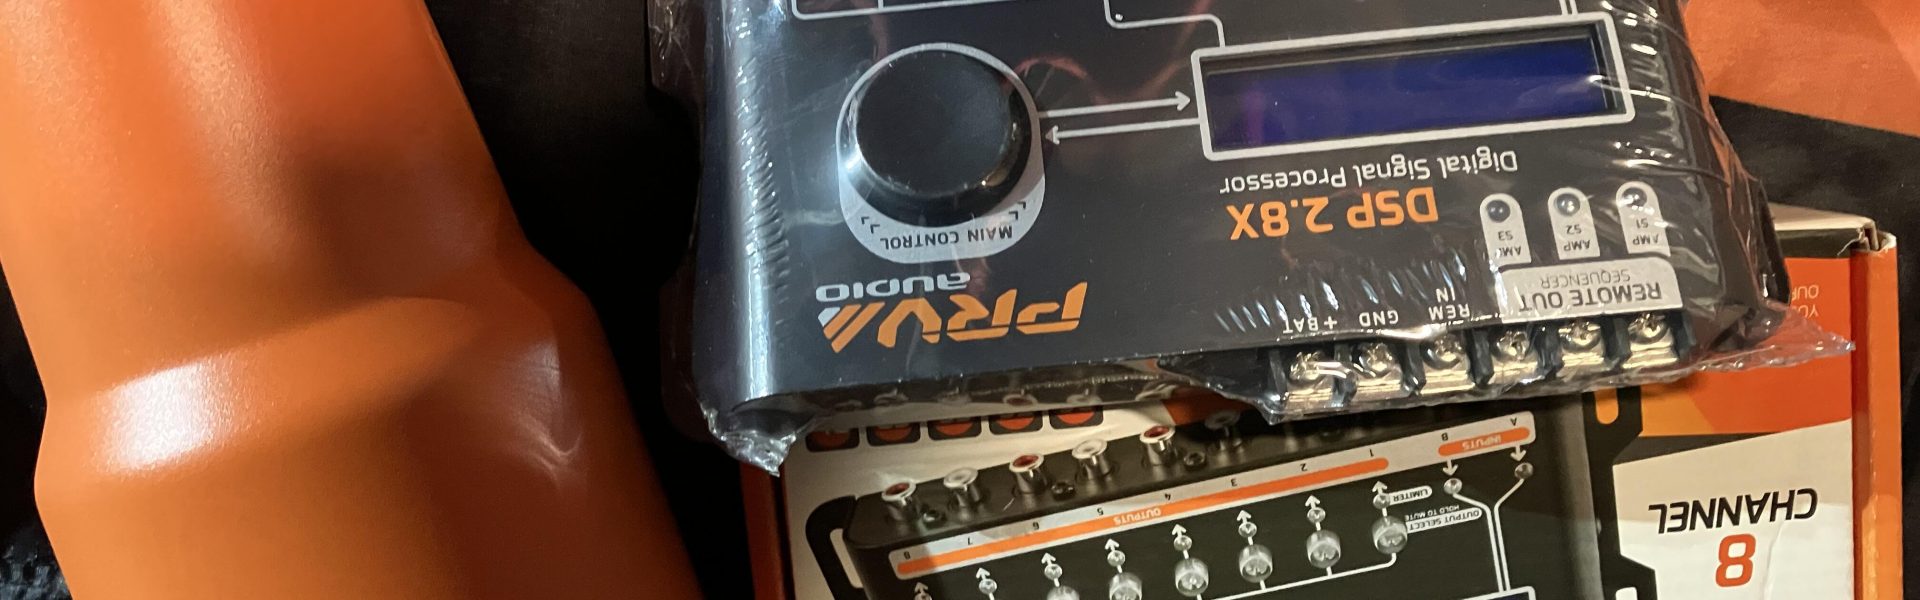 PRV
AUDIO
MAIN CONTROL
DSP 2.8X
Digital Signal Processor
+BAT
GND
REM
IN
REMOTE OUT
SEQUENCER
AMP
S3
AMP
S2
AMP
S1
8
CHANNEL
INPUTS
A
B
OUTPUTS
1
2
3
4
5
6
7
8
LIMITER
OUTPUT SELECT
HOLD TO MUTE